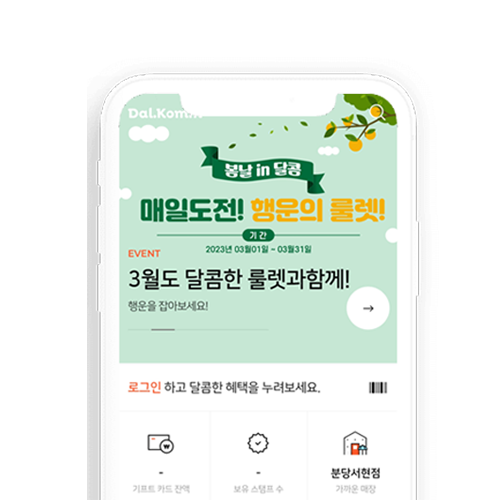 Dal.Kom
봄날 in 달콤
매일도전! 행운의 룰렛!
기 간
2023년 03월01일 ~ 03월31일
EVENT
3월도 달콤한 룰렛과함께!
행운을 잡아보세요!
→
로그인 하고 달콤한 혜택을 누려보세요.
- - 분당서현점
기프트 카드 잔액 보유 스탬프 수 가까운 매장